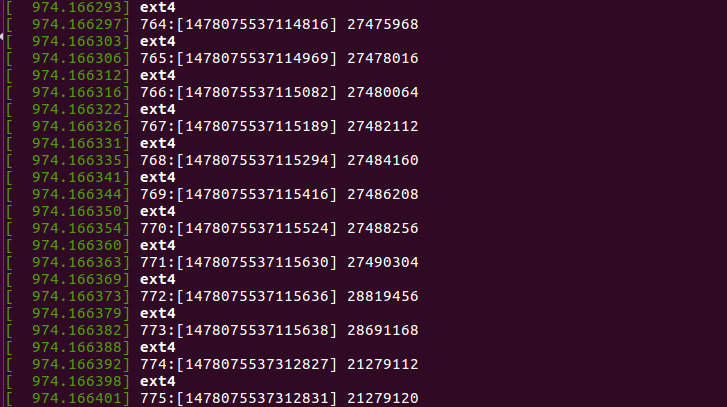 [  974.166293] ext4
[  974.166297] 764:[1478075537114816] 27475968
[  974.166303] ext4
[  974.166306] 765:[1478075537114969] 27478016
[  974.166312] ext4
[  974.166316] 766:[1478075537115082] 27480064
[  974.166322] ext4
[  974.166326] 767:[1478075537115189] 27482112
[  974.166331] ext4
[  974.166335] 768:[1478075537115294] 27484160
[  974.166341] ext4
[  974.166344] 769:[1478075537115416] 27486208
[  974.166350] ext4
[  974.166354] 770:[1478075537115524] 27488256
[  974.166360] ext4
[  974.166363] 771:[1478075537115630] 27490304
[  974.166369] ext4
[  974.166373] 772:[1478075537115636] 28819456
[  974.166379] ext4
[  974.166382] 773:[1478075537115638] 28691168
[  974.166388] ext4
[  974.166392] 774:[1478075537312827] 21279112
[  974.166398] ext4
[  974.166401] 775:[1478075537312831] 21279120